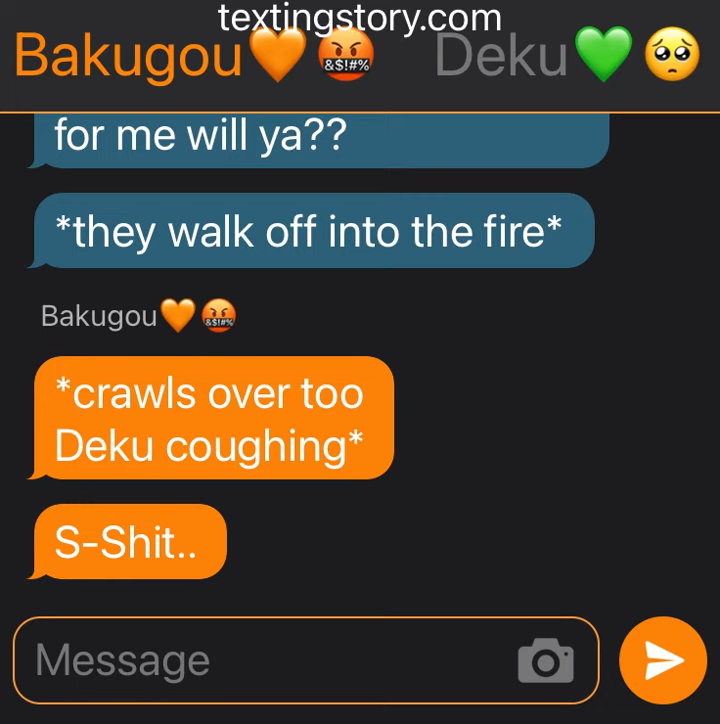 textingstory.com
Bakugou🧡🤬 Deku💚🥺
for me will ya??
*they walk off into the fire*
Bakugou🧡🤬
*crawls over too
Deku coughing*
S-Shit..
Message